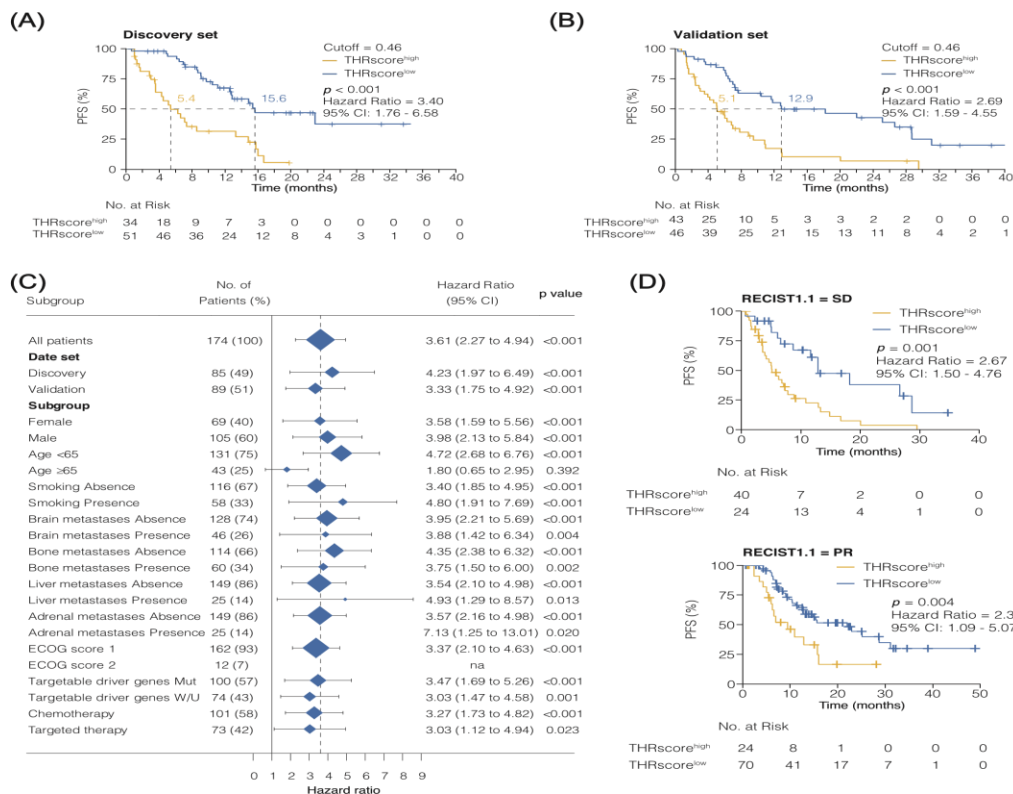 (A)
Discovery set
Cutoff = 0.46
THRscore^high
THRscore^low
p < 0.001
Hazard Ratio = 3.40
95% CI: 1.76 - 6.58
5.4
15.6
PFS (%)
100
75
50
25
0
0 4 8 12 16 20 24 28 32 36 40
Time (months)
No. at Risk
THRscore^high 34 18 9 7 3 0 0 0 0 0 0
THRscore^low 51 46 36 24 12 8 4 3 1 0 0
(B)
Validation set
Cutoff = 0.46
THRscore^high
THRscore^low
p < 0.001
Hazard Ratio = 2.69
95% CI: 1.59 - 4.55
5.1
12.9
PFS (%)
100
75
50
25
0
0 4 8 12 16 20 24 28 32 36 40
Time (months)
No. at Risk
THRscore^high 43 25 10 5 3 3 2 2 0 0 0
THRscore^low 46 39 25 21 15 13 11 8 4 2 1
(C)
Subgroup No. of Patients (%) Hazard Ratio (95% CI) p value
All patients 174 (100) 3.61 (2.27 to 4.94) <0.001
Date set
Discovery 85 (49) 4.23 (1.97 to 6.49) <0.001
Validation 89 (51) 3.33 (1.75 to 4.92) <0.001
Subgroup
Female 69 (40) 3.58 (1.59 to 5.56) <0.001
Male 105 (60) 3.98 (2.13 to 5.84) <0.001
Age <65 131 (75) 4.72 (2.68 to 6.76) <0.001
Age ≥65 43 (25) 1.80 (0.65 to 2.95) 0.392
Smoking Absence 116 (67) 3.40 (1.85 to 4.95) <0.001
Smoking Presence 58 (33) 4.80 (1.91 to 7.69) <0.001
Brain metastases Absence 128 (74) 3.95 (2.21 to 5.69) <0.001
Brain metastases Presence 46 (26) 3.88 (1.42 to 6.34) 0.004
Bone metastases Absence 114 (66) 4.35 (2.38 to 6.32) <0.001
Bone metastases Presence 60 (34) 3.75 (1.50 to 6.00) 0.002
Liver metastases Absence 149 (86) 3.54 (2.10 to 4.98) <0.001
Liver metastases Presence 25 (14) 4.93 (1.29 to 8.57) 0.013
Adrenal metastases Absence 149 (86) 3.57 (2.16 to 4.98) <0.001
Adrenal metastases Presence 25 (14) 7.13 (1.25 to 13.01) 0.020
ECOG score 1 162 (93) 3.37 (2.10 to 4.63) <0.001
ECOG score 2 12 (7) na
Targetable driver genes Mut 100 (57) 3.47 (1.69 to 5.26) <0.001
Targetable driver genes W/U 74 (43) 3.03 (1.47 to 4.58) 0.001
Chemotherapy 101 (58) 3.27 (1.73 to 4.82) <0.001
Targeted therapy 73 (42) 3.03 (1.12 to 4.94) 0.023
0 1 2 3 4 5 6 7 8 9
Hazard ratio
(D)
RECIST1.1 = SD
THRscore^high
THRscore^low
p = 0.001
Hazard Ratio = 2.67
95% CI: 1.50 - 4.76
PFS (%)
100
75
50
25
0
0 10 20 30 40
Time (months)
No. at Risk
THRscore^high 40 7 2 0 0
THRscore^low 24 13 4 1 0
RECIST1.1 = PR
THRscore^high
THRscore^low
p = 0.004
Hazard Ratio = 2.3
95% CI: 1.09 - 5.07
PFS (%)
100
75
50
25
0
0 10 20 30 40 50
Time (months)
No. at Risk
THRscore^high 24 8 1 0 0 0
THRscore^low 70 41 17 7 1 0